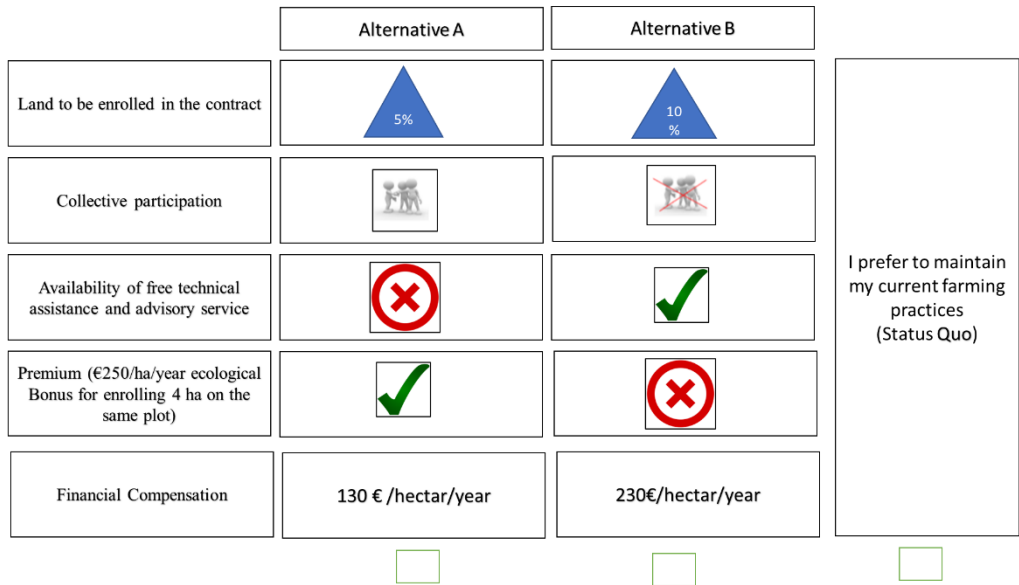 Alternative A
Alternative B
Land to be enrolled in the contract
5%
10
%
Collective participation
Availability of free technical
assistance and advisory service
I prefer to maintain
my current farming
practices
(Status Quo)
Premium (€250/ha/year ecological
Bonus for enrolling 4 ha on the
same plot)
Financial Compensation
130 € /hectar/year
230€/hectar/year